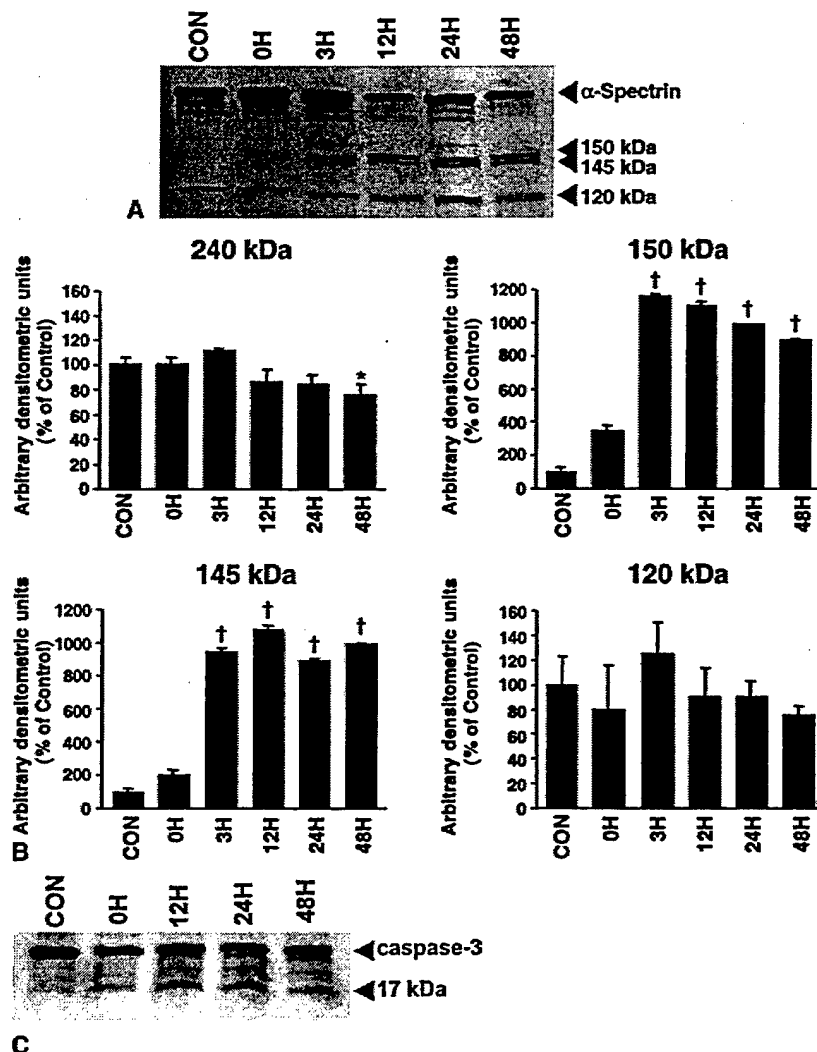 CON 0H 3H 12H 24H 48H
α-Spectrin
150 kDa
145 kDa
120 kDa
A
240 kDa
Arbitrary densitometric units
(% of Control)
160
140
120
100
80
60
40
20
0
*
CON 0H 3H 12H 24H 48H
150 kDa
Arbitrary densitometric units
(% of Control)
1200
1000
800
600
400
200
0
† † † †
CON 0H 3H 12H 24H 48H
145 kDa
Arbitrary densitometric units
(% of Control)
1200
1000
800
600
400
200
0
† † † †
CON 0H 3H 12H 24H 48H
120 kDa
Arbitrary densitometric units
(% of Control)
160
140
120
100
80
60
40
20
0
CON 0H 3H 12H 24H 48H
B
CON 0H 12H 24H 48H
caspase-3
17 kDa
C